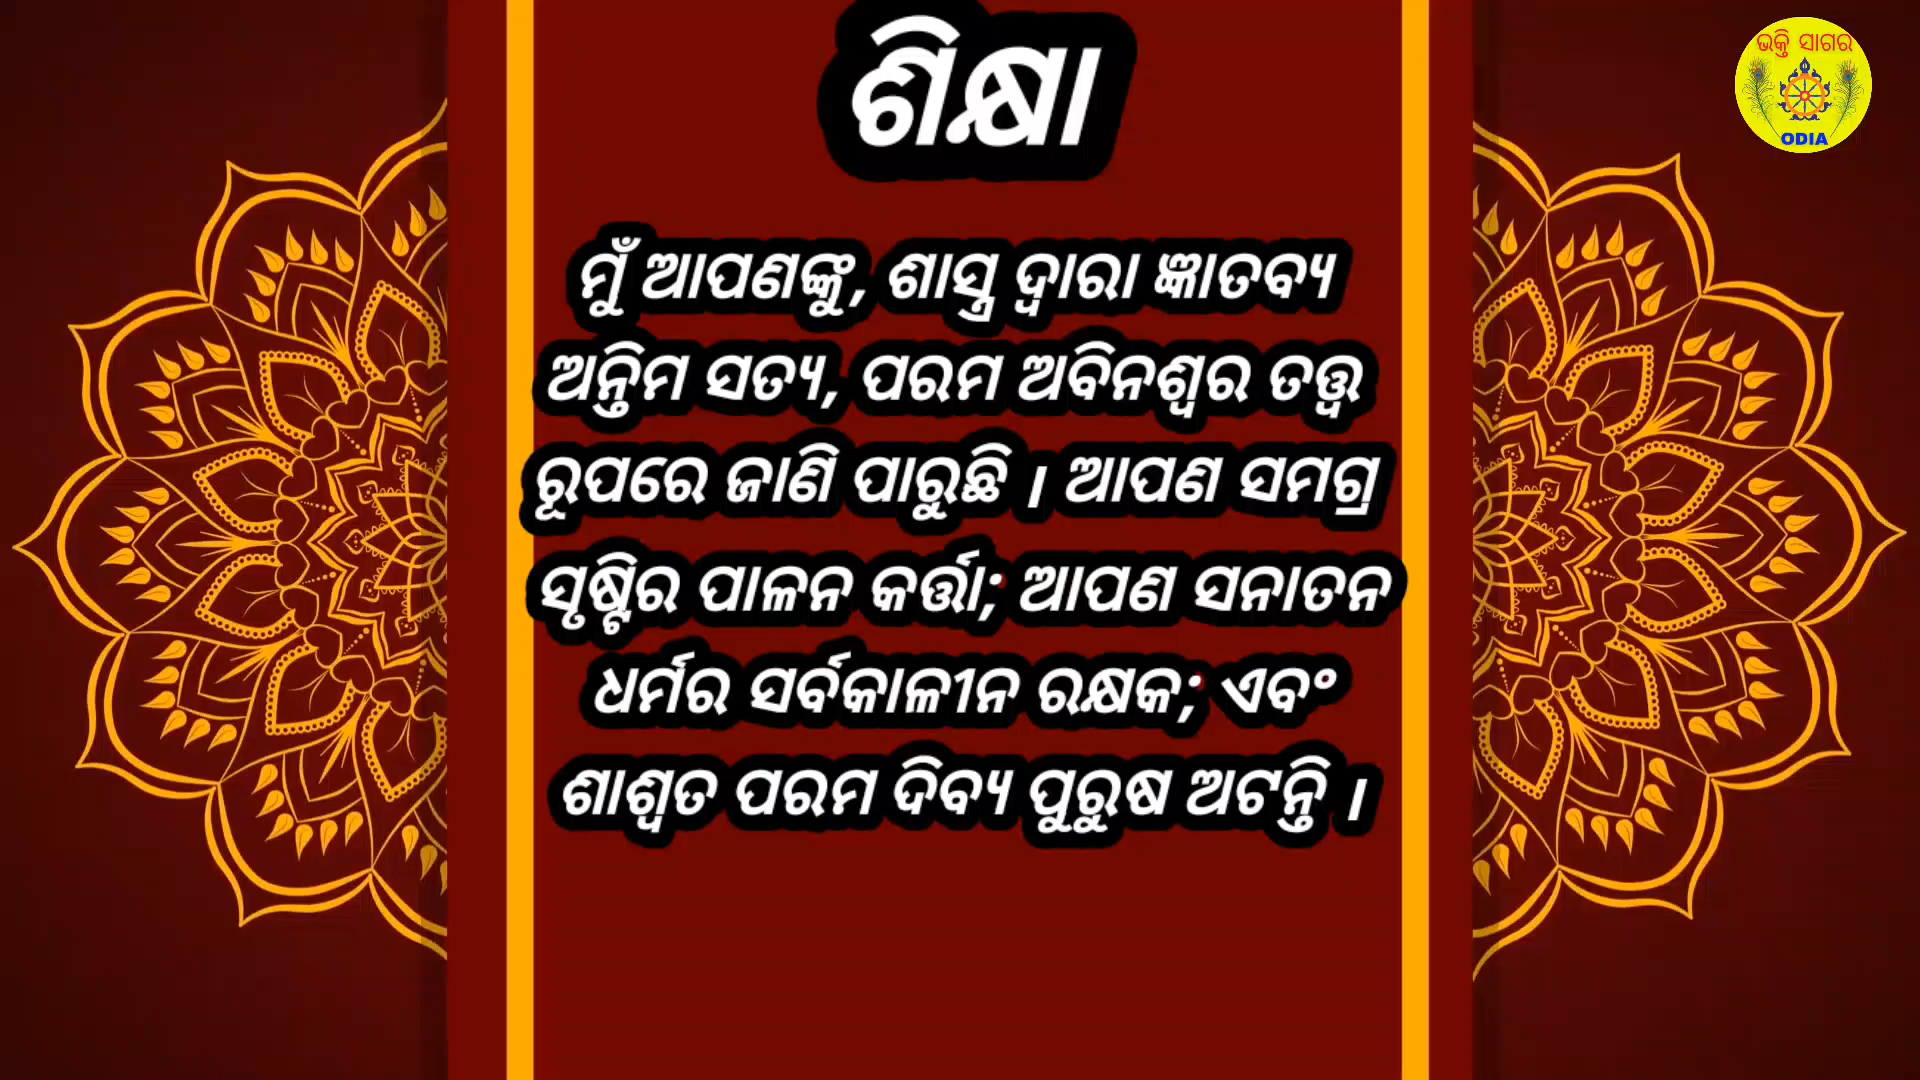 ଶିକ୍ଷା
ଭକ୍ତି ସାଗର
ODIA
ମୁଁ ଆପଣଙ୍କୁ, ଶାସ୍ତ୍ର ଦ୍ୱାରା ଜ୍ଞାତବ୍ୟ
ଅନ୍ତିମ ସତ୍ୟ, ପରମ ଅବିନଶ୍ୱର ତତ୍ତ୍ୱ
ରୂପରେ ଜାଣି ପାରୁଛି । ଆପଣ ସମଗ୍ର
ସୃଷ୍ଟିର ପାଳନ କର୍ତ୍ତା; ଆପଣ ସନାତନ
ଧର୍ମର ସର୍ବକାଳୀନ ରକ୍ଷକ; ଏବଂ
ଶାଶ୍ୱତ ପରମ ଦିବ୍ୟ ପୁରୁଷ ଅଟନ୍ତି ।